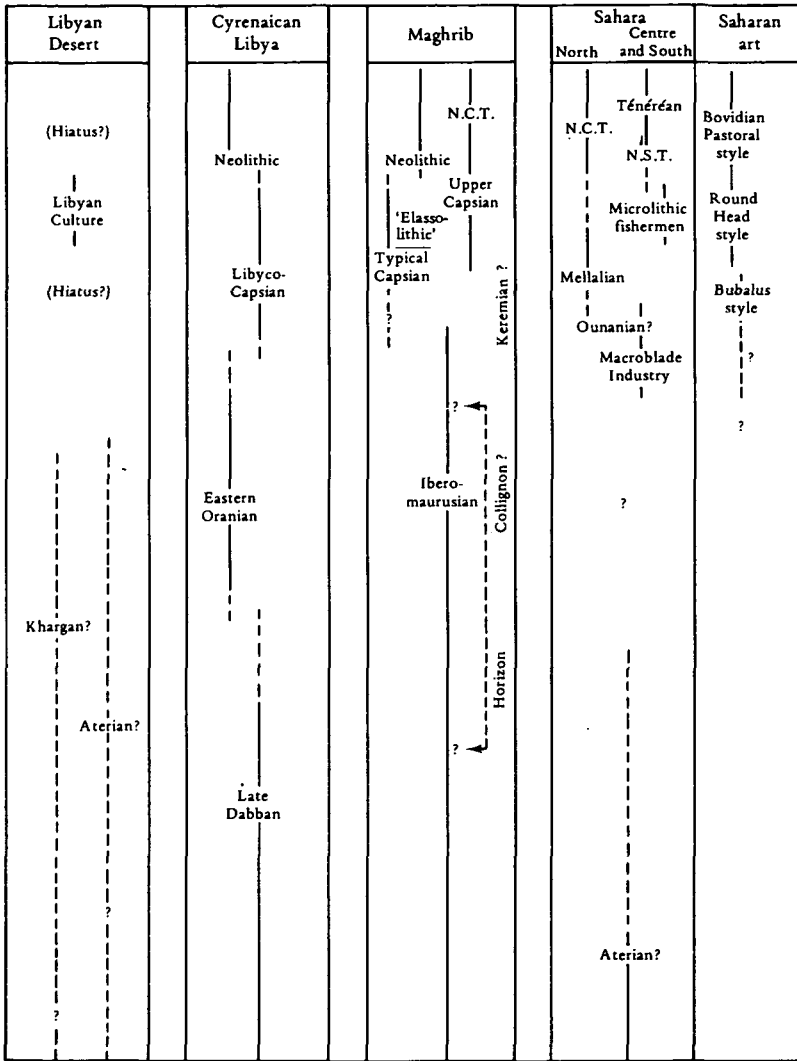 Libyan
Desert
(Hiatus?)
Libyan
Culture
(Hiatus?)
Khargan?
Aterian?
?
?
Cyrenaican
Libya
Neolithic
Libyco-
Capsian
Eastern
Oranian
Late
Dabban
Maghrib
N.C.T.
Neolithic
Upper
Capsian
'Elasso-
lithic'
Typical
Capsian
?
Keremian ?
?
Ibero-
maurusian
Collignon ?
Horizon
?
Sahara
North
Centre
and South
Ténéréan
N.C.T.
N.S.T.
Microlithic
fishermen
Mellalian
Ounanian?
Macroblade
Industry
?
Aterian?
Saharan
art
Bovidian
Pastoral
style
Round
Head
style
Bubalus
style
?
?